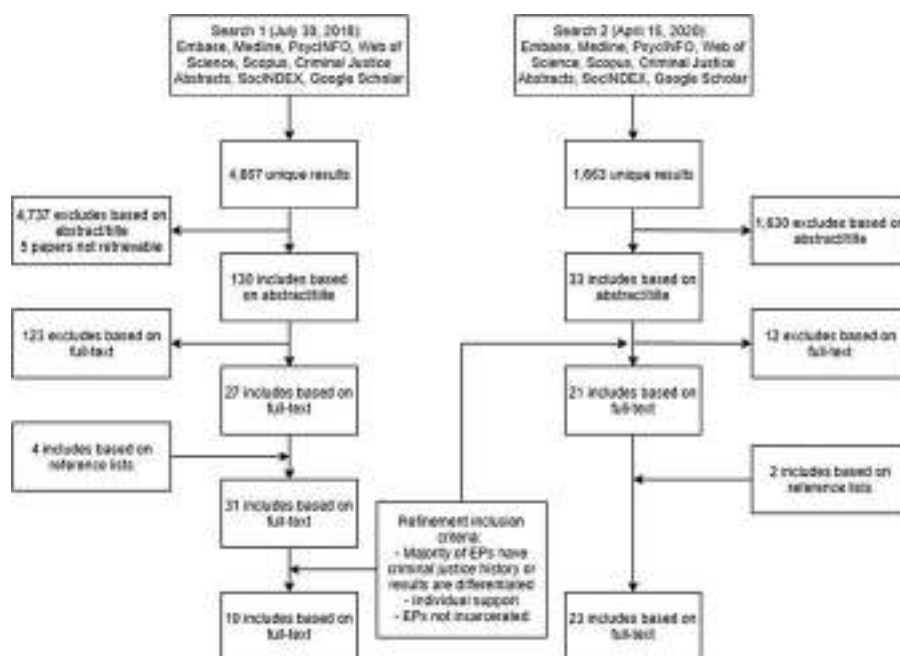 Search 1 (July
Embase, Medline, PsycINFO, Web of
Science, Scopus, Criminal Justice
Abstracts, SocINDEX, Google Scholar
Search 2 (April 2020):
Embase, Medline, PsycINFO, Web of
Science, Scopus, Criminal Justice
Abstracts, SocINDEX, Google Scholar
unique results
1,663 unique results
4,737 excludes based on
abstract/title
5 papers not retrievable
1,630 excludes based on
abstract/title
includes based
on abstract/title
33 includes based on
abstract/title
123 excludes based on
full-text
12 excludes based on
full-text
27 includes based on
full-text
21 includes based on
full-text
4 includes based on
reference lists
2 includes based on
reference lists
31 includes based on
full-text
Refinement inclusion
criteria:
- Majority of EPs have
criminal justice history or
results are differentiated
- Individual support
- EPs not incarcerated
includes based on
full-text
23 includes based on
full-text